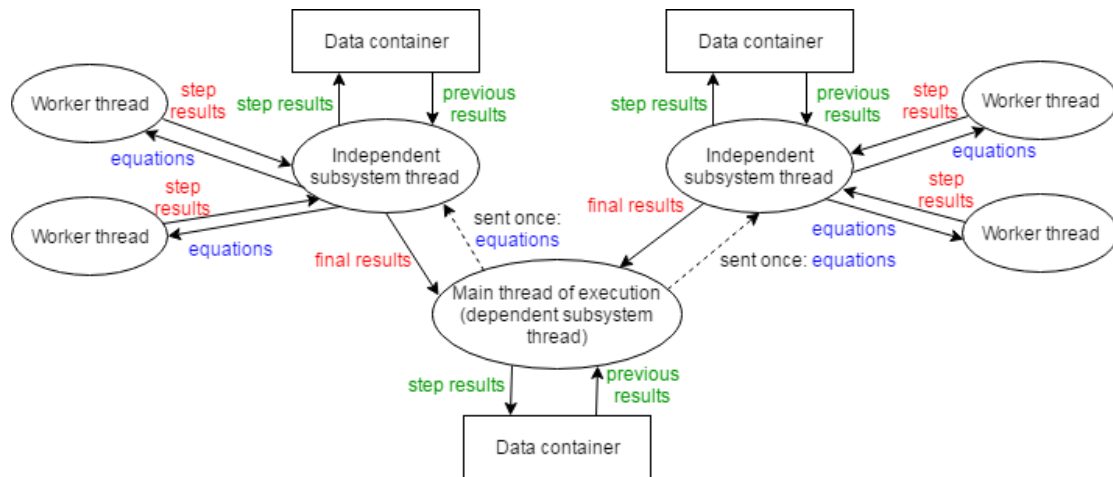 Data container
Data container
step
results
step results
previous
results
step results
previous
results
step
results
Worker thread
Worker thread
equations
Independent
subsystem thread
Independent
subsystem thread
equations
step
results
step
results
Worker thread
equations
sent once:
equations
final results
equations
Worker thread
final results
sent once: equations
Main thread of execution
(dependent subsystem
thread)
step results
previous
results
Data container